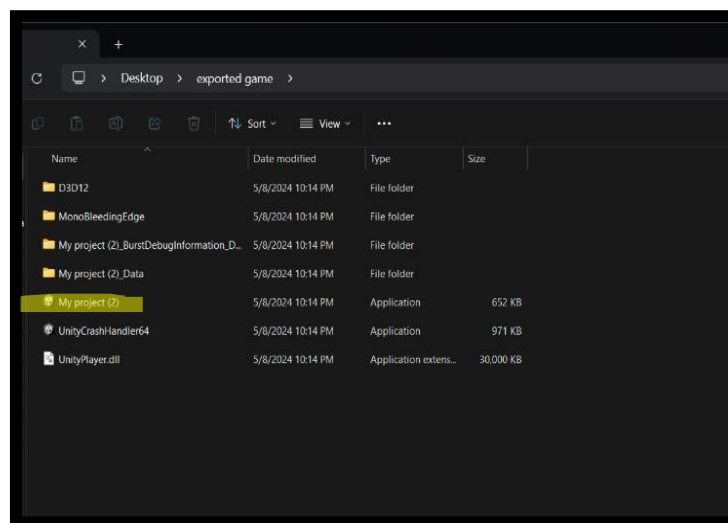 Desktop > exported game >
Sort View ...
Name Date modified Type Size
D3D12 5/8/2024 10:14 PM File folder
MonoBleedingEdge 5/8/2024 10:14 PM File folder
My project (2)_BurstDebugInformation_D... 5/8/2024 10:14 PM File folder
My project (2)_Data 5/8/2024 10:14 PM File folder
My project (2) 5/8/2024 10:14 PM Application 652 KB
UnityCrashHandler64 5/8/2024 10:14 PM Application 971 KB
UnityPlayer.dll 5/8/2024 10:14 PM Application extens... 30,000 KB